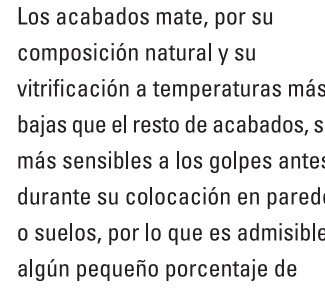 Los acabados mate, por su
composición natural y su
vitrificación a temperaturas más
bajas que el resto de acabados, s
más sensibles a los golpes antes
durante su colocación en parede
o suelos, por lo que es admisible
algún pequeño porcentaje de